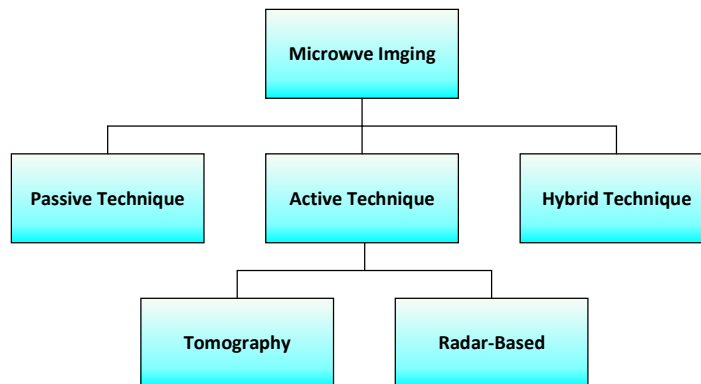 Microwve Imging
Passive Technique
Active Technique
Hybrid Technique
Tomography
Radar-Based